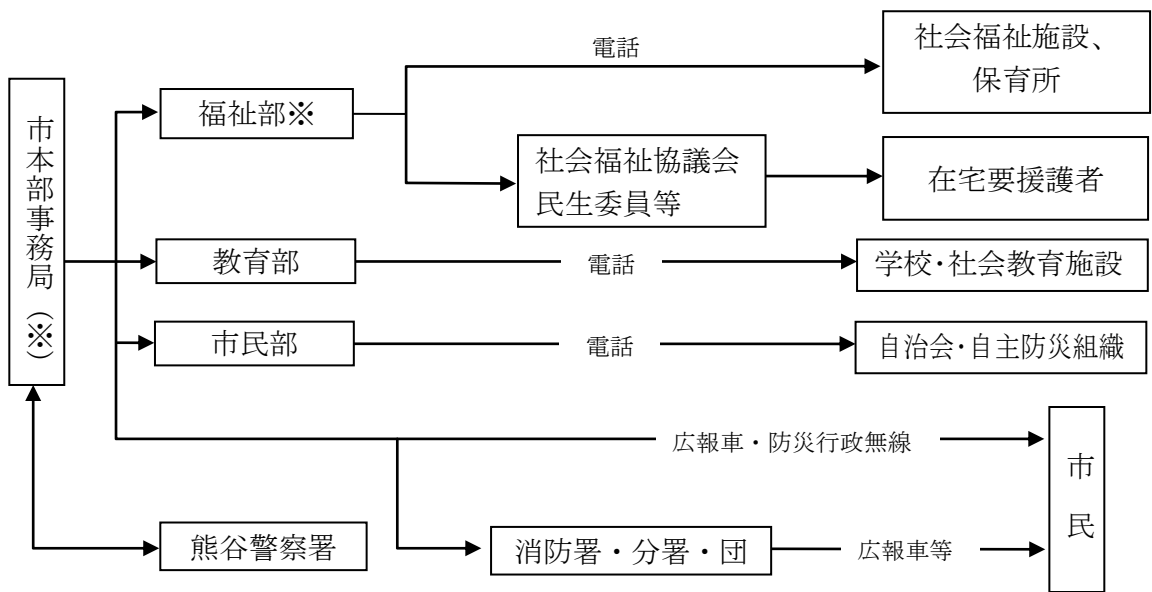 電話
社会福祉施設、
保育所
市本部事務局(※)
福祉部※
社会福祉協議会
民生委員等
在宅要援護者
教育部
電話
学校・社会教育施設
市民部
電話
自治会・自主防災組織
広報車・防災行政無線
市民
熊谷警察署
消防署・分署・団
広報車等